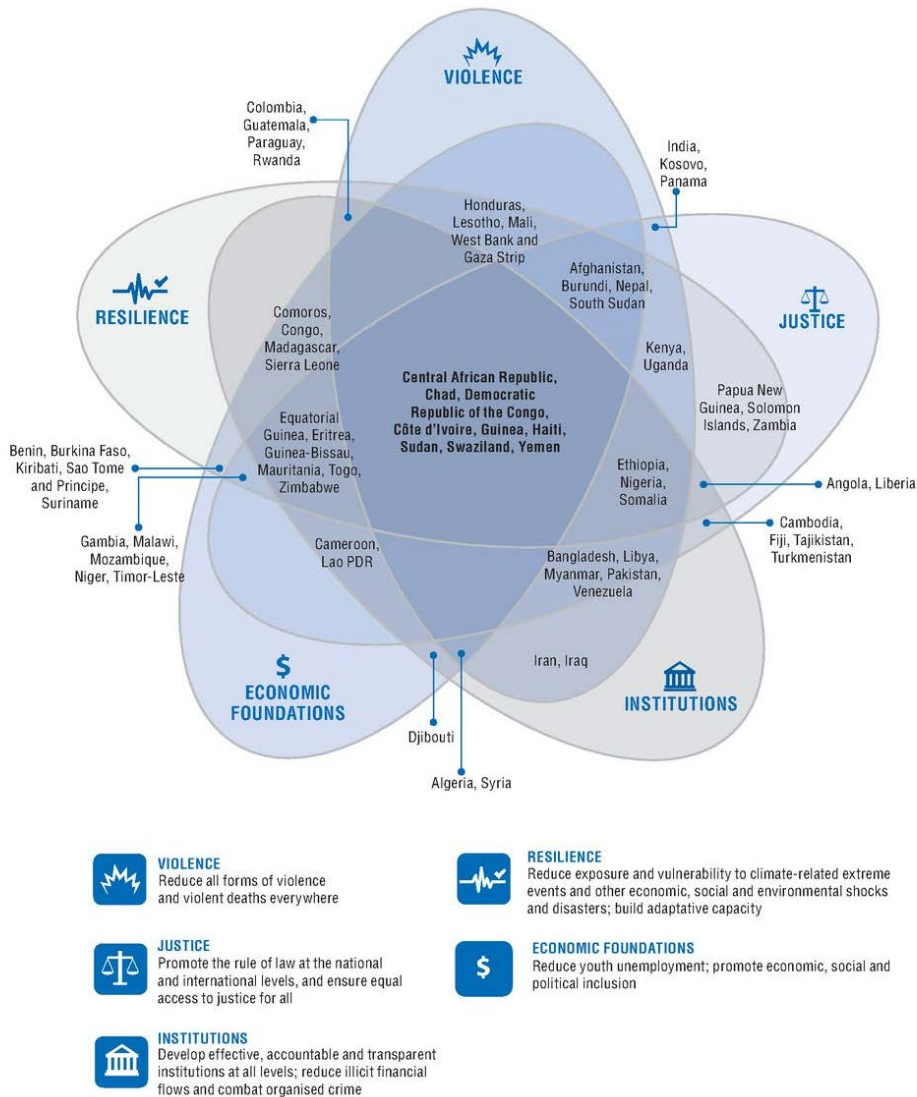 VIOLENCE
Colombia,
Guatemala,
Paraguay,
Rwanda
India,
Kosovo,
Panama
Honduras,
Lesotho, Mali,
West Bank and
Gaza Strip
Afghanistan,
Burundi, Nepal,
South Sudan
RESILIENCE
JUSTICE
Comoros,
Congo,
Madagascar,
Sierra Leone
Kenya,
Uganda
Central African Republic,
Chad, Democratic
Republic of the Congo,
Côte d'Ivoire, Guinea, Haiti,
Sudan, Swaziland, Yemen
Papua New
Guinea, Solomon
Islands, Zambia
Equatorial
Guinea, Eritrea,
Guinea-Bissau,
Mauritania, Togo,
Zimbabwe
Benin, Burkina Faso,
Kiribati, Sao Tome
and Principe,
Suriname
Ethiopia,
Nigeria,
Somalia
Angola, Liberia
Gambia, Malawi,
Mozambique,
Niger, Timor-Leste
Cameroon,
Lao PDR
Cambodia,
Fiji, Tajikistan,
Turkmenistan
Bangladesh, Libya,
Myanmar, Pakistan,
Venezuela
$
ECONOMIC
FOUNDATIONS
Iran, Iraq
INSTITUTIONS
Djibouti
Algeria, Syria
VIOLENCE
Reduce all forms of violence
and violent deaths everywhere
JUSTICE
Promote the rule of law at the national
and international levels, and ensure equal
access to justice for all
INSTITUTIONS
Develop effective, accountable and transparent
institutions at all levels; reduce illicit financial
flows and combat organised crime
RESILIENCE
Reduce exposure and vulnerability to climate-related extreme
events and other economic, social and environmental shocks
and disasters; build adaptative capacity
$
ECONOMIC FOUNDATIONS
Reduce youth unemployment; promote economic, social and
political inclusion